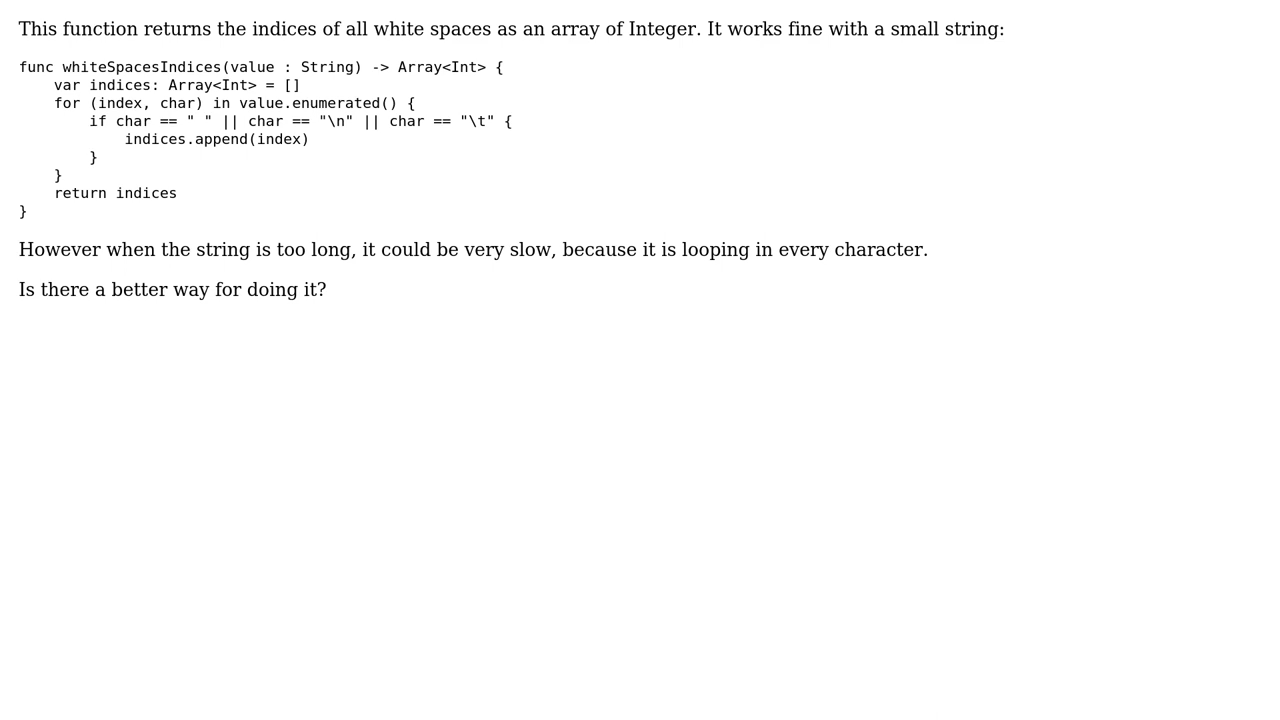 This function returns the indices of all white spaces as an array of Integer. It works fine with a small string:
func whiteSpacesIndices(value : String) -> Array<Int> {
    var indices: Array<Int> = []
    for (index, char) in value.enumerated() {
        if char == " " || char == "\n" || char == "\t" {
            indices.append(index)
        }
    }
    return indices
}
However when the string is too long, it could be very slow, because it is looping in every character.
Is there a better way for doing it?